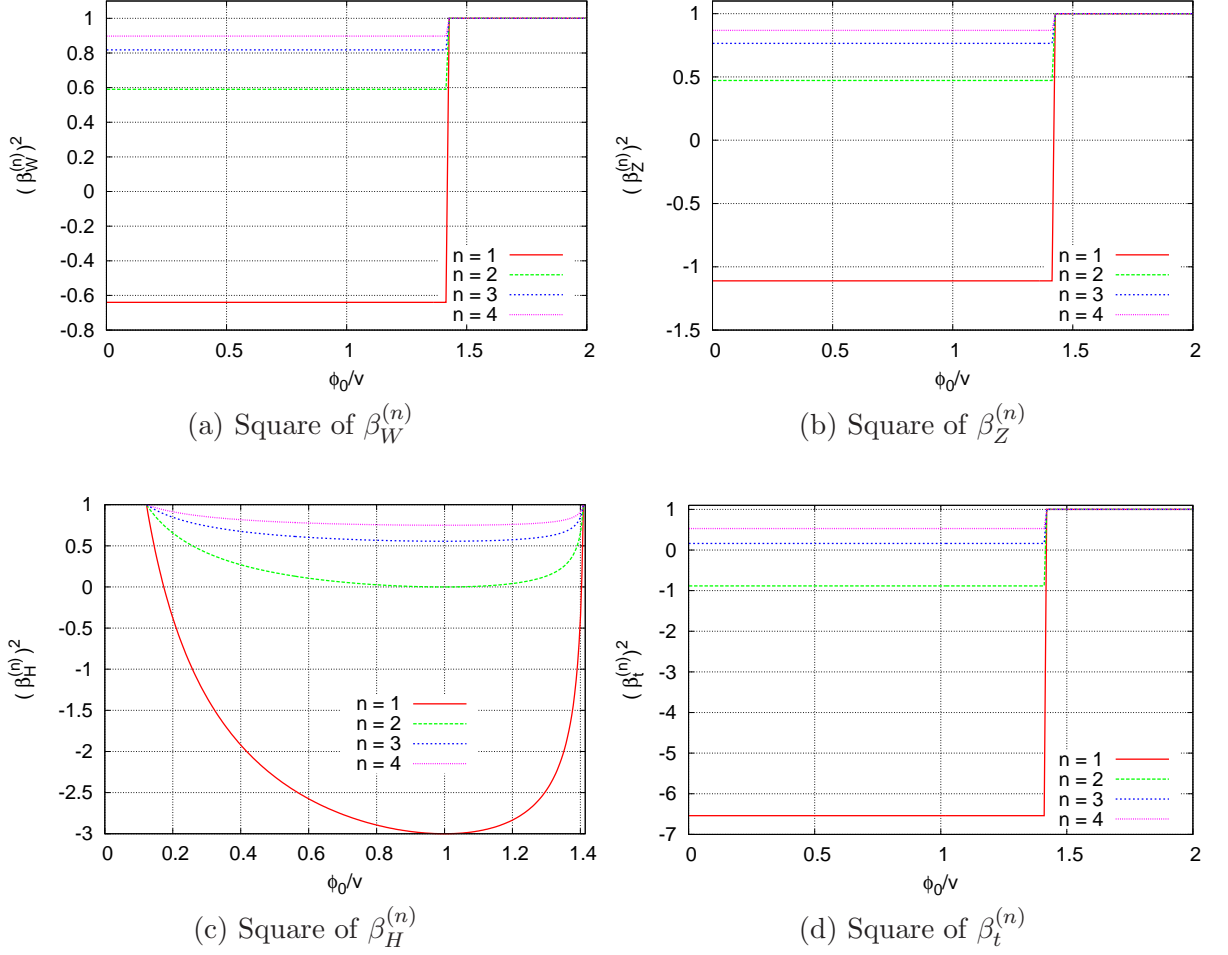 1
0.8
0.6
0.4
0.2
0
-0.2
-0.4
-0.6
-0.8
( β_W^(n) )^2
n = 1
n = 2
n = 3
n = 4
0 0.5 1 1.5 2
ϕ_0/v
(a) Square of β_W^(n)
1
0.5
0
-0.5
-1
-1.5
( β_Z^(n) )^2
n = 1
n = 2
n = 3
n = 4
0 0.5 1 1.5 2
ϕ_0/v
(b) Square of β_Z^(n)
1
0.5
0
-0.5
-1
-1.5
-2
-2.5
-3
( β_H^(n) )^2
n = 1
n = 2
n = 3
n = 4
0 0.2 0.4 0.6 0.8 1 1.2 1.4
ϕ_0/v
(c) Square of β_H^(n)
1
0
-1
-2
-3
-4
-5
-6
-7
( β_t^(n) )^2
n = 1
n = 2
n = 3
n = 4
0 0.5 1 1.5 2
ϕ_0/v
(d) Square of β_t^(n)